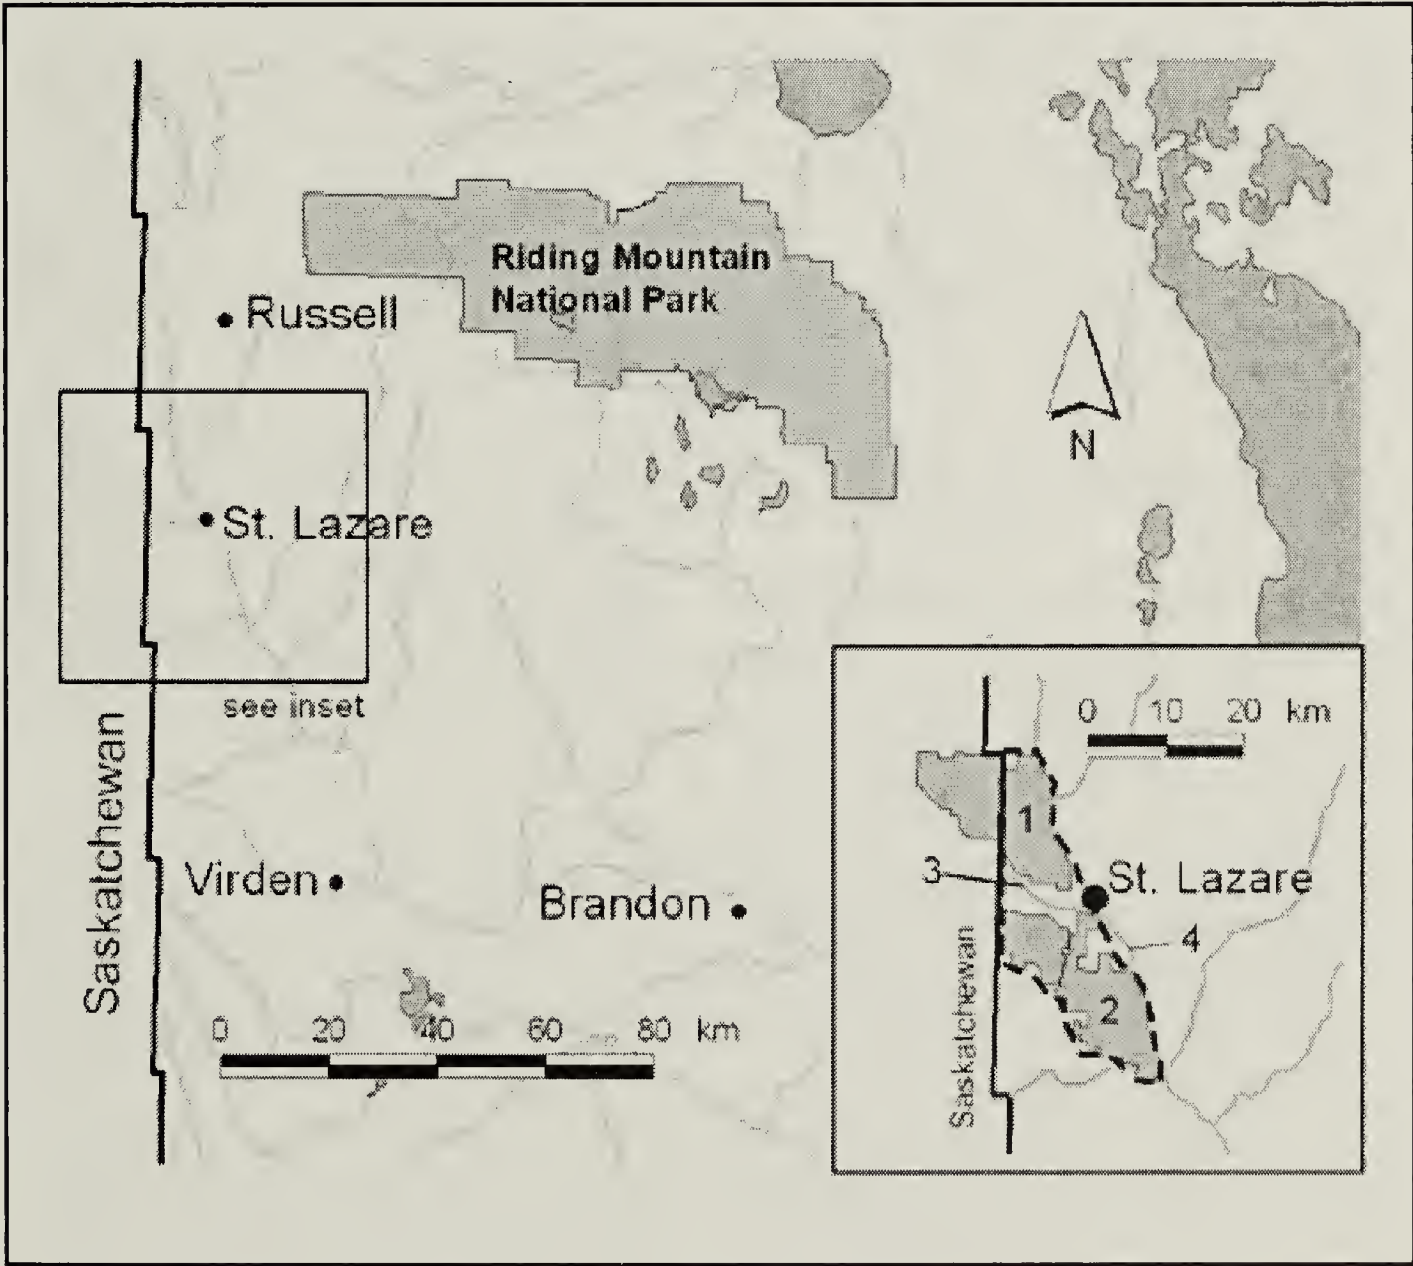 Riding Mountain
National Park
Russell
N
St. Lazare
see inset
Saskatchewan
Virden
Brandon
0 20 40 60 80 km
0 10 20 km
1
3
St. Lazare
4
2
Saskatchewan